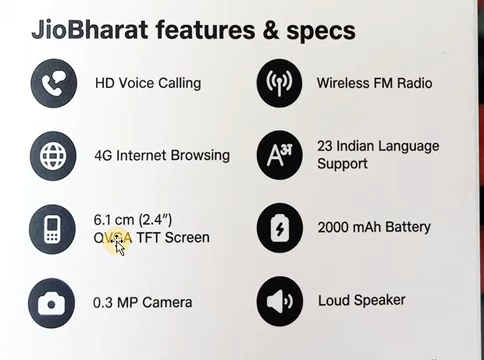 JioBharat features & specs
HD Voice Calling
Wireless FM Radio
4G Internet Browsing
A अ
23 Indian Language
Support
6.1 cm (2.4")
QVGA TFT Screen
2000 mAh Battery
0.3 MP Camera
Loud Speaker